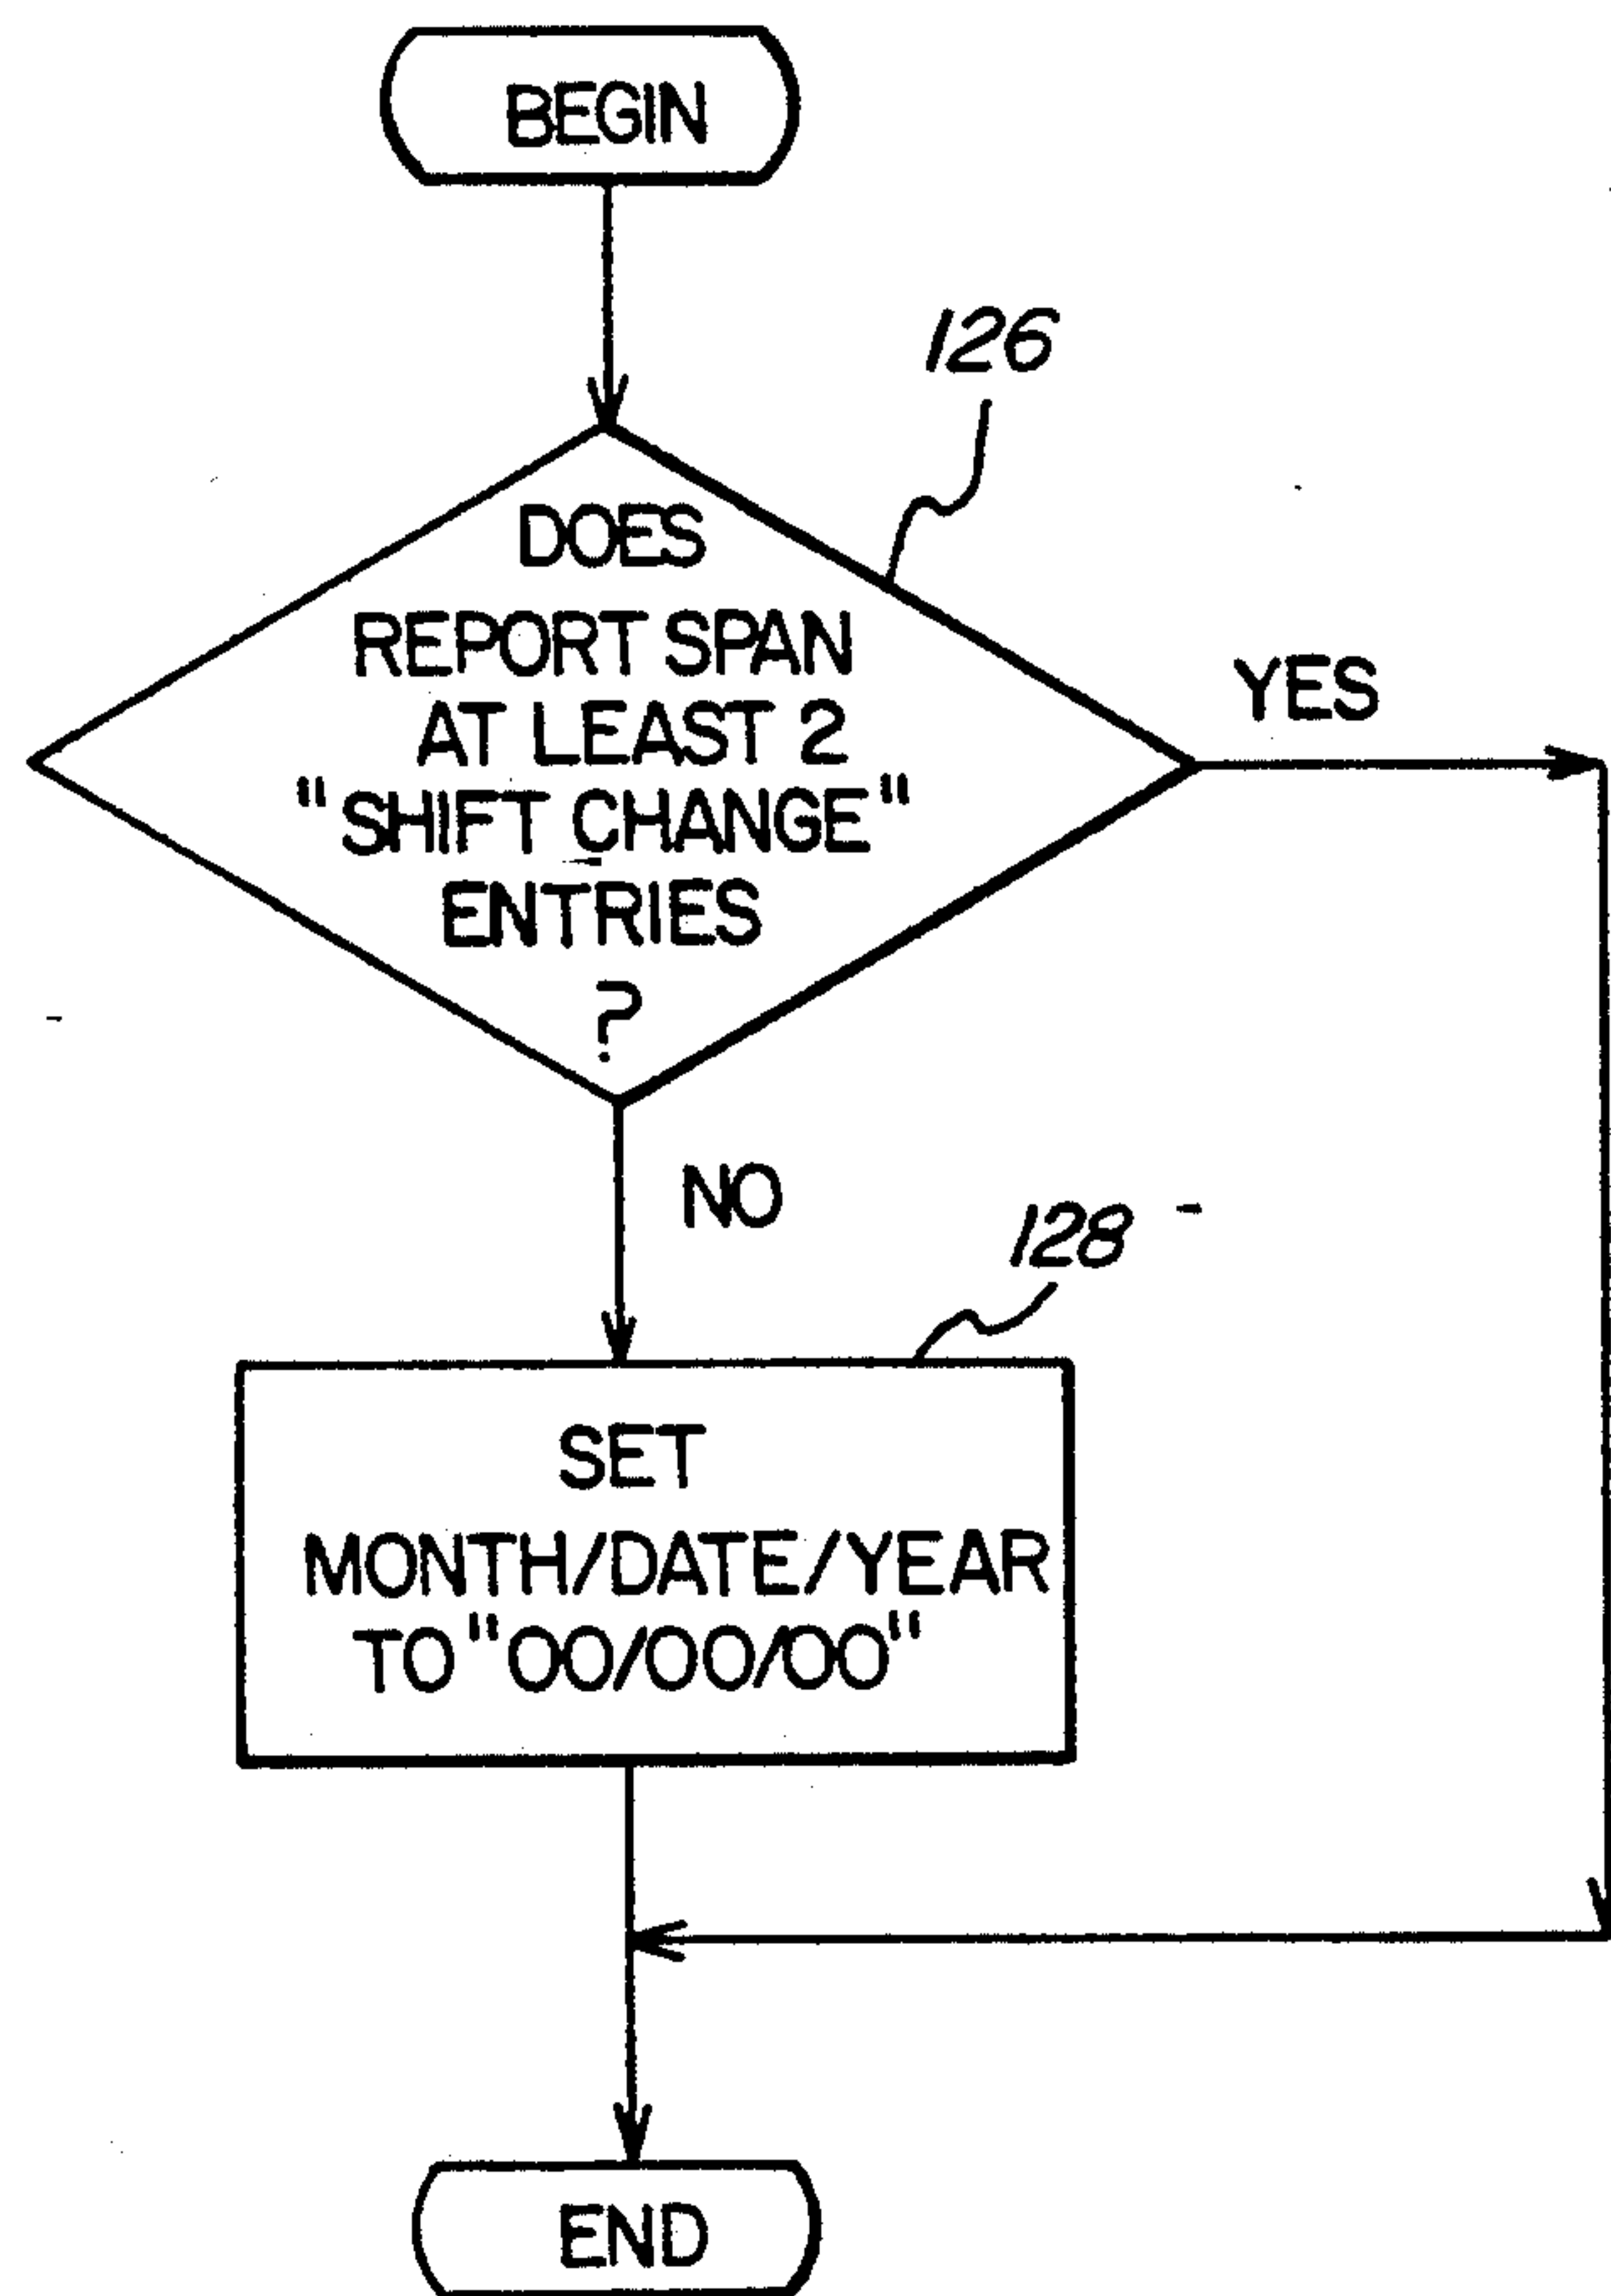 BEGIN
126
DOES
REPORT SPAN
AT LEAST 2
"SHIFT CHANGE"
ENTRIES
?
YES
NO
128
SET
MONTH/DATE/YEAR
TO "00/00/00"
END